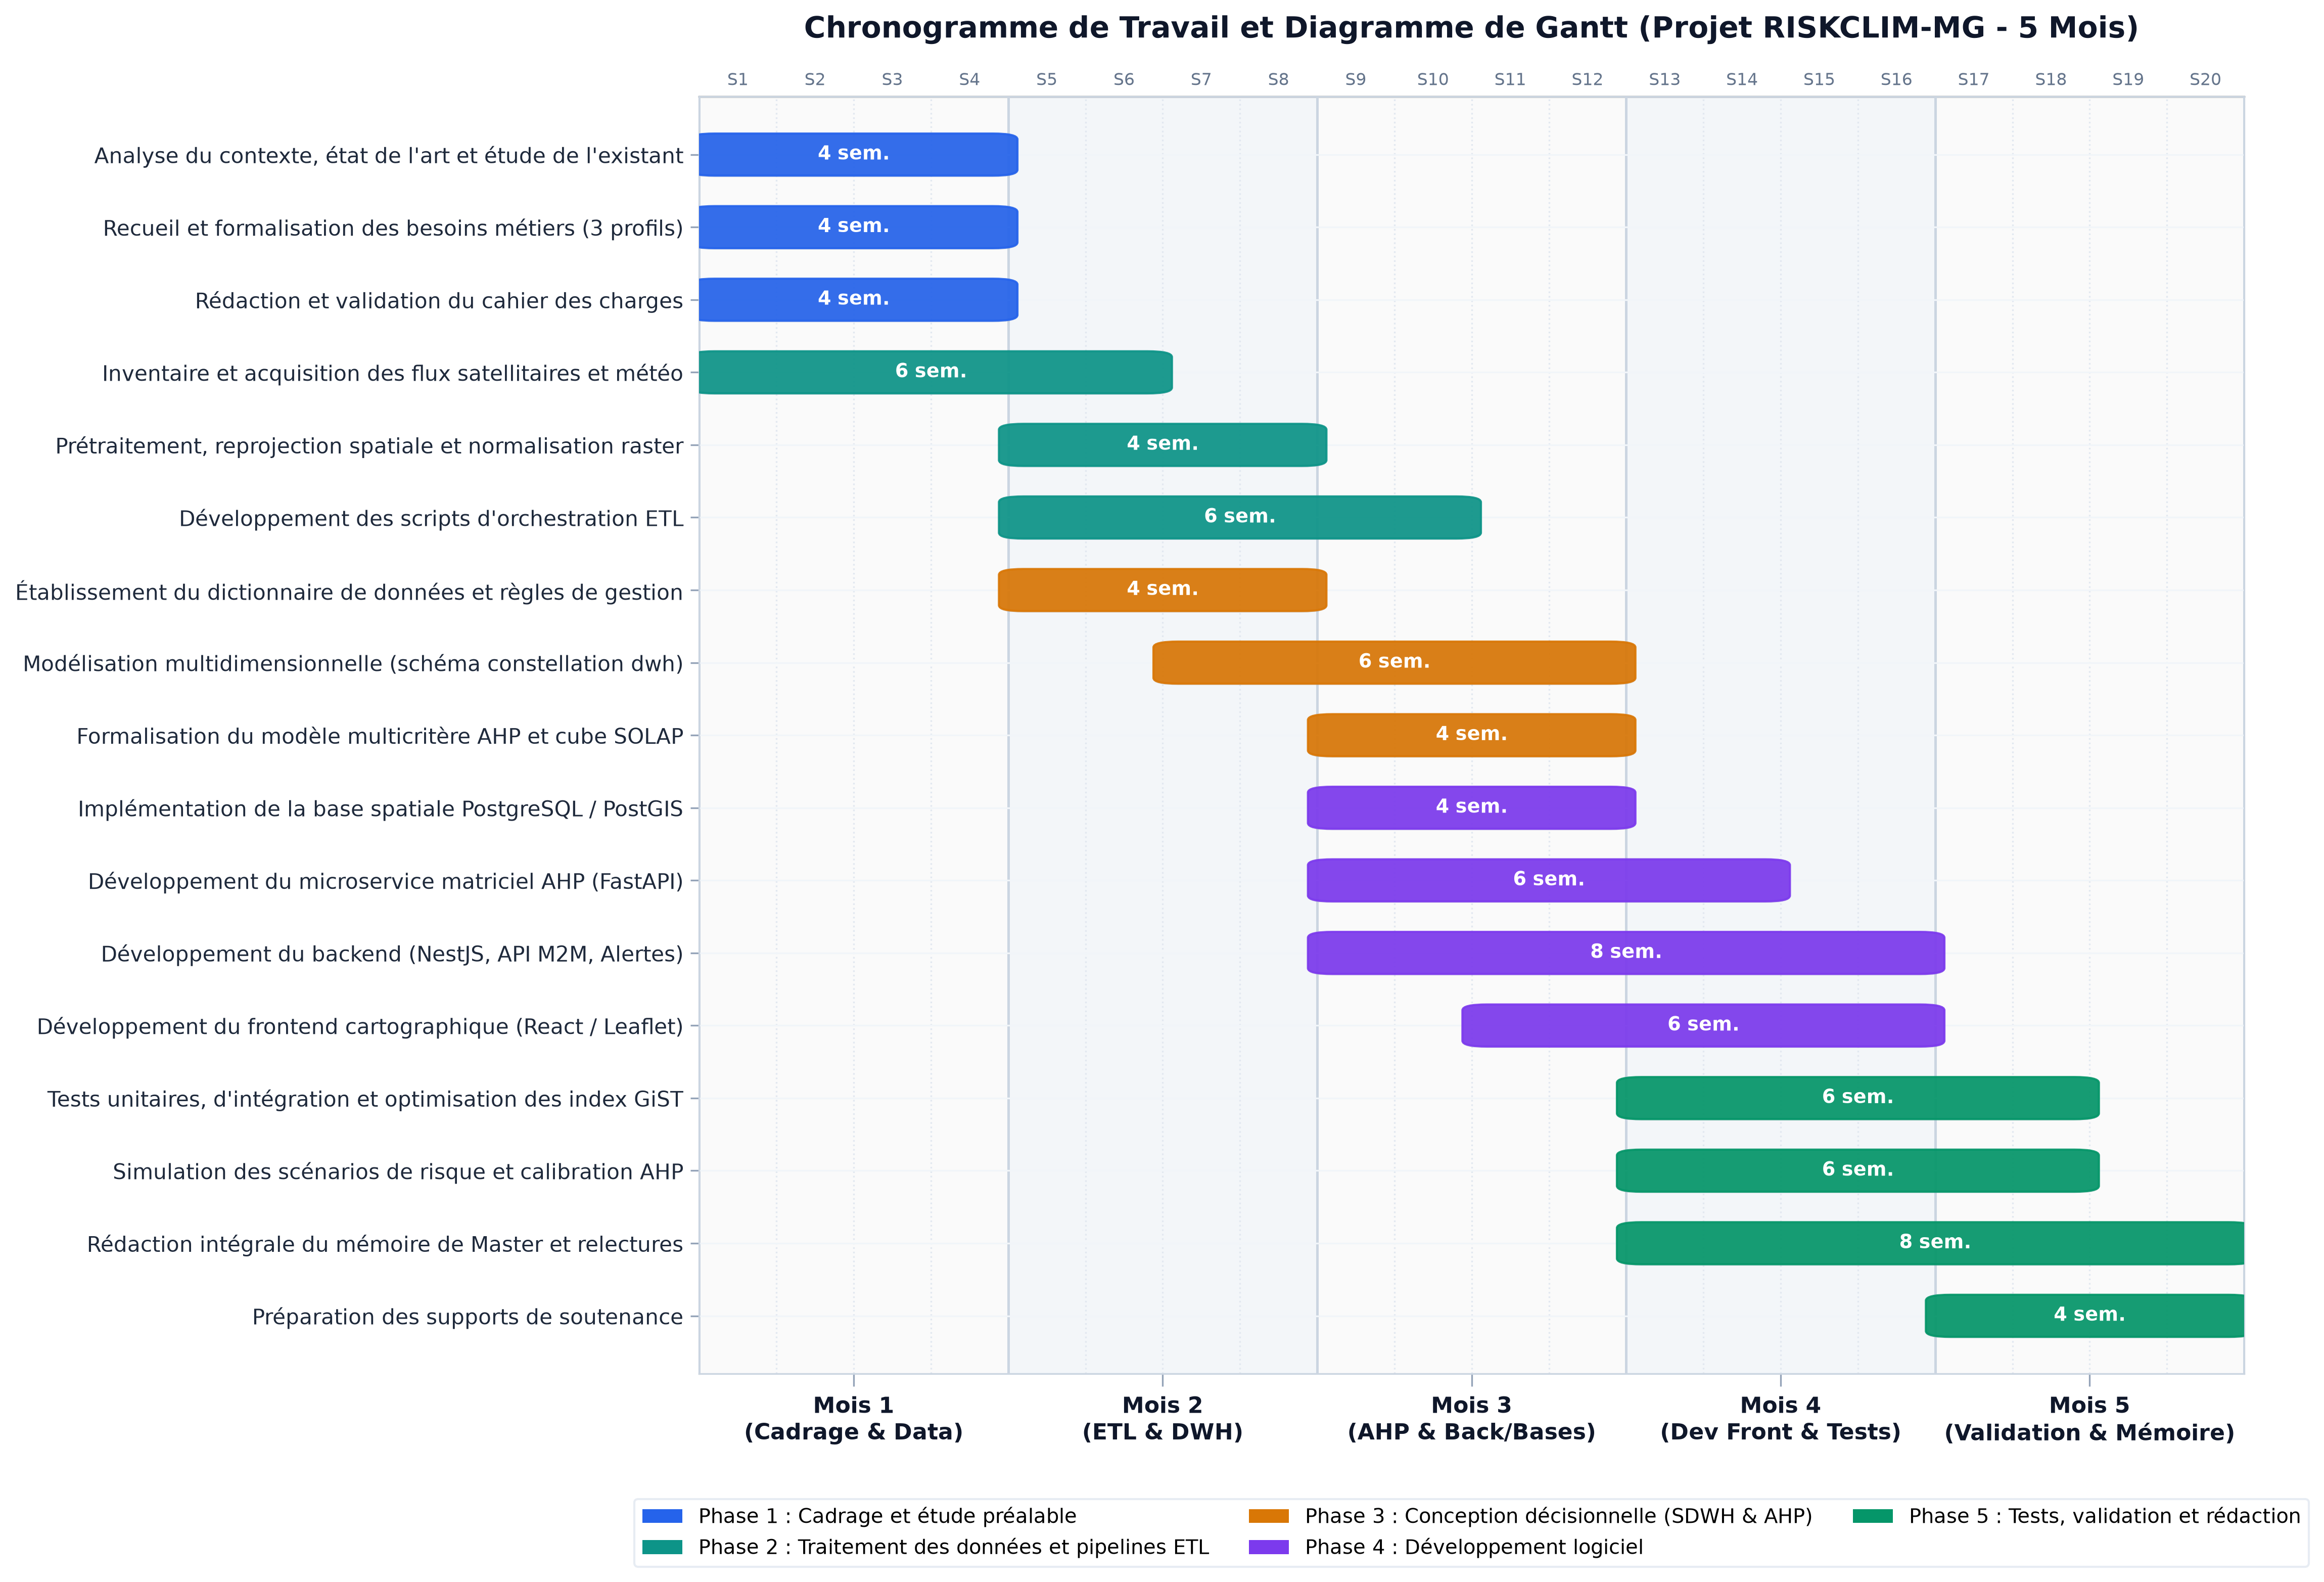 Chronogramme de Travail et Diagramme de Gantt (Projet RISKCLIM-MG - 5 Mois)
S1 S2 S3 S4 S5 S6 S7 S8 S9 S10 S11 S12 S13 S14 S15 S16 S17 S18 S19 S20
Analyse du contexte, état de l'art et étude de l'existant 4 sem.
Recueil et formalisation des besoins métiers (3 profils) 4 sem.
Rédaction et validation du cahier des charges 4 sem.
Inventaire et acquisition des flux satellitaires et météo 6 sem.
Prétraitement, reprojection spatiale et normalisation raster 4 sem.
Développement des scripts d'orchestration ETL 6 sem.
Établissement du dictionnaire de données et règles de gestion 4 sem.
Modélisation multidimensionnelle (schéma constellation dwh) 6 sem.
Formalisation du modèle multicritère AHP et cube SOLAP 4 sem.
Implémentation de la base spatiale PostgreSQL / PostGIS 4 sem.
Développement du microservice matriciel AHP (FastAPI) 6 sem.
Développement du backend (NestJS, API M2M, Alertes) 8 sem.
Développement du frontend cartographique (React / Leaflet) 6 sem.
Tests unitaires, d'intégration et optimisation des index GiST 6 sem.
Simulation des scénarios de risque et calibration AHP 6 sem.
Rédaction intégrale du mémoire de Master et relectures 8 sem.
Préparation des supports de soutenance 4 sem.
Mois 1 Mois 2 Mois 3 Mois 4 Mois 5
(Cadrage & Data) (ETL & DWH) (AHP & Back/Bases) (Dev Front & Tests) (Validation & Mémoire)
Phase 1 : Cadrage et étude préalable Phase 3 : Conception décisionnelle (SDWH & AHP) Phase 5 : Tests, validation et rédaction
Phase 2 : Traitement des données et pipelines ETL Phase 4 : Développement logiciel